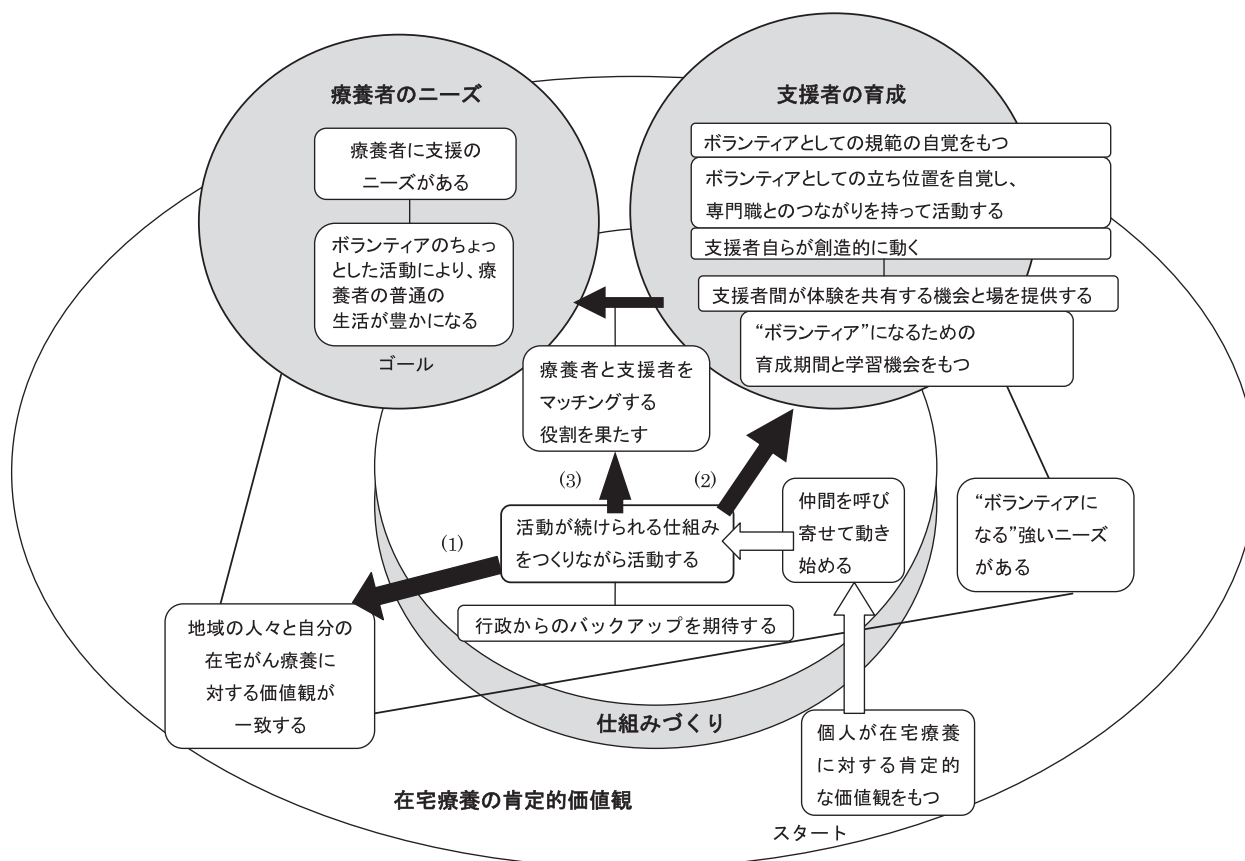 療養者のニーズ
療養者に支援の
ニーズがある
ボランティアのちょっ
とした活動により、療
養者の普通の
生活が豊かになる
ゴール
支援者の育成
ボランティアとしての規範の自覚をもつ
ボランティアとしての立ち位置を自覚し、
専門職とのつながりを持って活動する
支援者自らが創造的に動く
支援者間が体験を共有する機会と場を提供する
“ボランティア”になるための
育成期間と学習機会をもつ
療養者と支援者を
マッチングする
役割を果たす
(3)
(2)
(1)
活動が続けられる仕組み
をつくりながら活動する
仲間を呼び
寄せて動き
始める
“ボランティアに
なる”強いニーズ
がある
行政からのバックアップを期待する
地域の人々と自分の
在宅がん療養に
対する価値観が
一致する
仕組みづくり
個人が在宅療養
に対する肯定的
な価値観をもつ
在宅療養の肯定的価値観
スタート